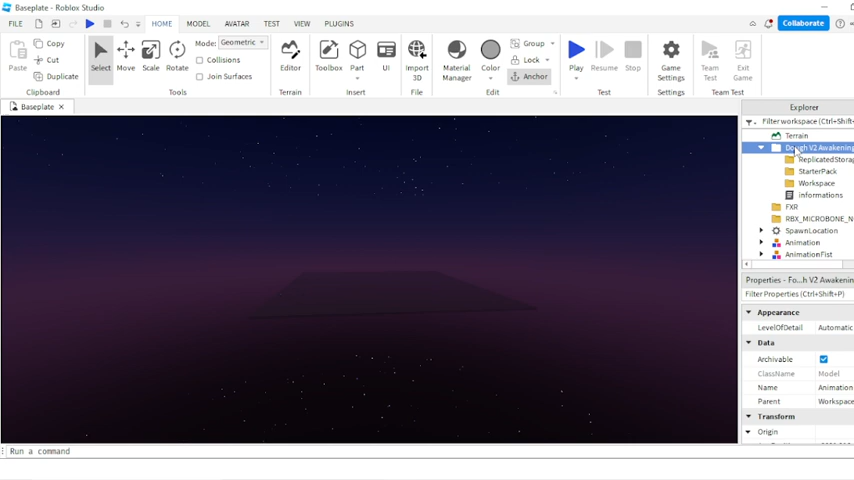 Baseplate - Roblox Studio
FILE HOME MODEL AVATAR TEST VIEW PLUGINS Collaborate
Paste Copy Cut Duplicate Clipboard
Select Move Scale Rotate Mode: Geometric Collisions Join Surfaces Tools
Editor Terrain
Toolbox Part UI Insert
Import 3D File
Material Manager Color Group Lock Anchor Edit
Play Resume Stop Test
Game Settings Settings
Team Test Exit Game Team Test
Baseplate
Explorer
Filter workspace (Ctrl+Shift+
Terrain
Dough V2 Awakening
ReplicatedStorag
StarterPack
Workspace
informations
FXR
RBX_MICROBONE_N
SpawnLocation
Animation
AnimationFist
Properties - Fo...h V2 Awakenin
Filter Properties (Ctrl+Shift+P)
Appearance
LevelOfDetail Automatic
Data
Archivable
ClassName Model
Name Animation
Parent Workspace
Transform
Origin
Run a command